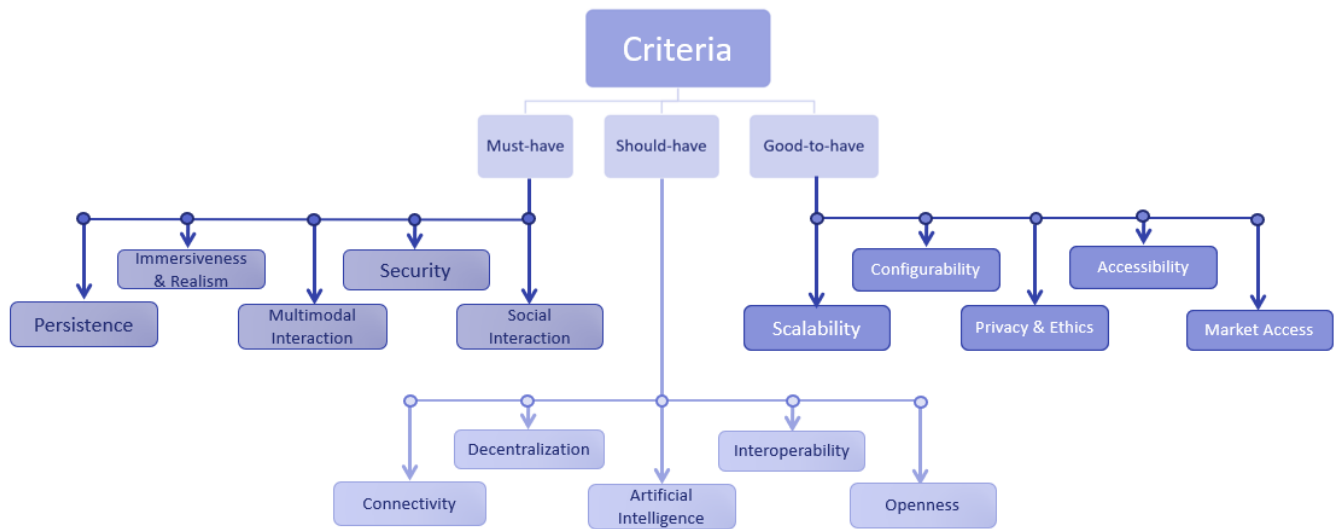 Criteria
Must-have
Should-have
Good-to-have
Immersiveness
& Realism
Security
Persistence
Multimodal
Interaction
Social
Interaction
Configurability
Accessibility
Scalability
Privacy & Ethics
Market Access
Decentralization
Interoperability
Connectivity
Artificial
Intelligence
Openness